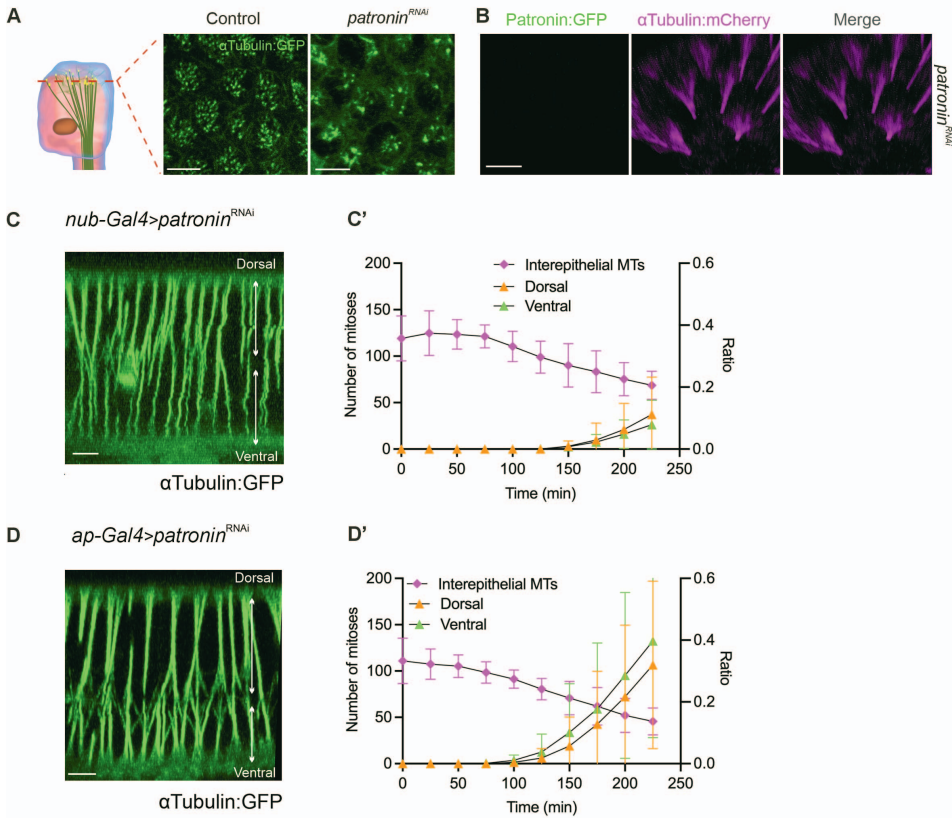 A
Control
patronin^RNAi
αTubulin:GFP
B
Patronin:GFP
αTubulin:mCherry
Merge
patronin^RNAi
C
nub-Gal4>patronin^RNAi
Dorsal
Ventral
αTubulin:GFP
C'
Interepithelial MTs
Dorsal
Ventral
Number of mitoses
200
150
100
50
0
0.6
0.4
0.2
0.0
Ratio
0 50 100 150 200 250
Time (min)
D
ap-Gal4>patronin^RNAi
Dorsal
Ventral
αTubulin:GFP
D'
Interepithelial MTs
Dorsal
Ventral
Number of mitoses
200
150
100
50
0
0.6
0.4
0.2
0.0
Ratio
0 50 100 150 200 250
Time (min)